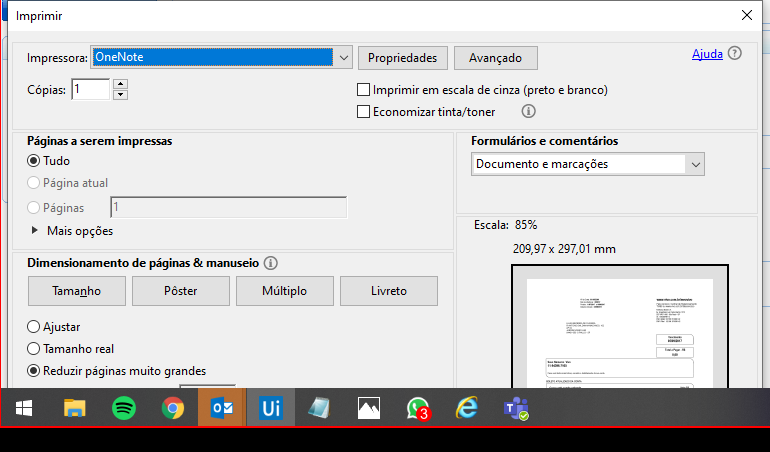 Imprimir
Impressora: OneNote Propriedades Avançado Ajuda ?
Cópias: 1 Imprimir em escala de cinza (preto e branco)
Economizar tinta/toner i
Páginas a serem impressas Formulários e comentários
Tudo Documento e marcações
Página atual
Páginas 1
Mais opções Escala: 85%
209,97 x 297,01 mm
Dimensionamento de páginas & manuseio i
Tamanho Pôster Múltiplo Livreto
Ajustar
Tamanho real
Reduzir páginas muito grandes
Ui 3